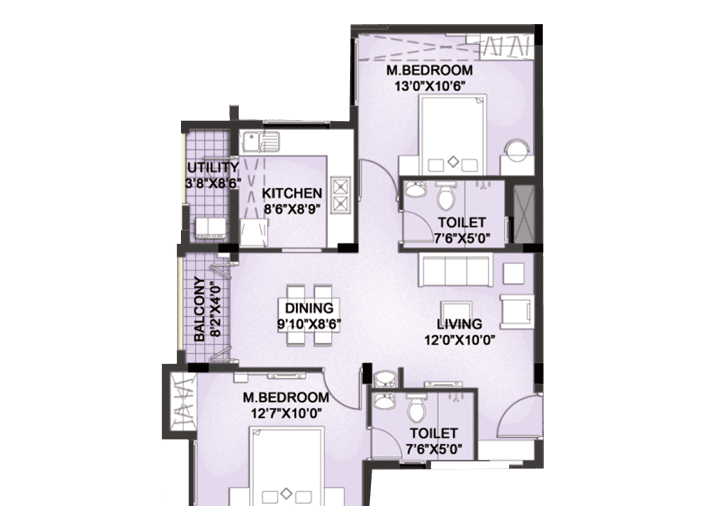 M.BEDROOM
13'0"X10'6"
UTILITY
3'8"X8'6"
KITCHEN
8'6"X8'9"
TOILET
7'6"X5'0"
BALCONY
8'2"X4'0"
DINING
9'10"X8'6"
LIVING
12'0"X10'0"
M.BEDROOM
12'7"X10'0"
TOILET
7'6"X5'0"